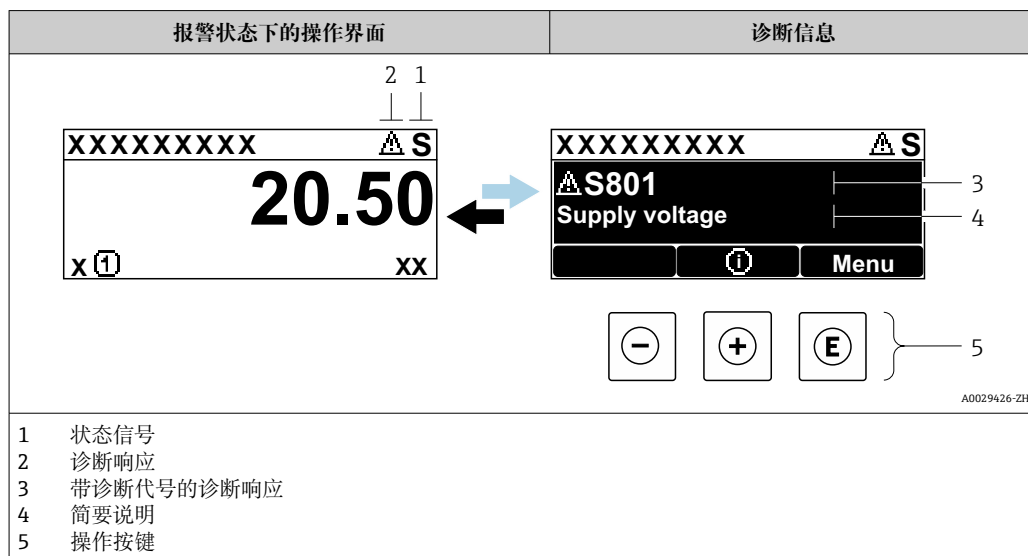 报警状态下的操作界面
诊断信息
2 1
XXXXXXXXX ⚠ S
20.50
x ① xx
XXXXXXXXX ⚠ S
⚠S801
Supply voltage
ⓘ Menu
3
4
− + E
5
A0029426-ZH
1 状态信号
2 诊断响应
3 带诊断代号的诊断响应
4 简要说明
5 操作按键